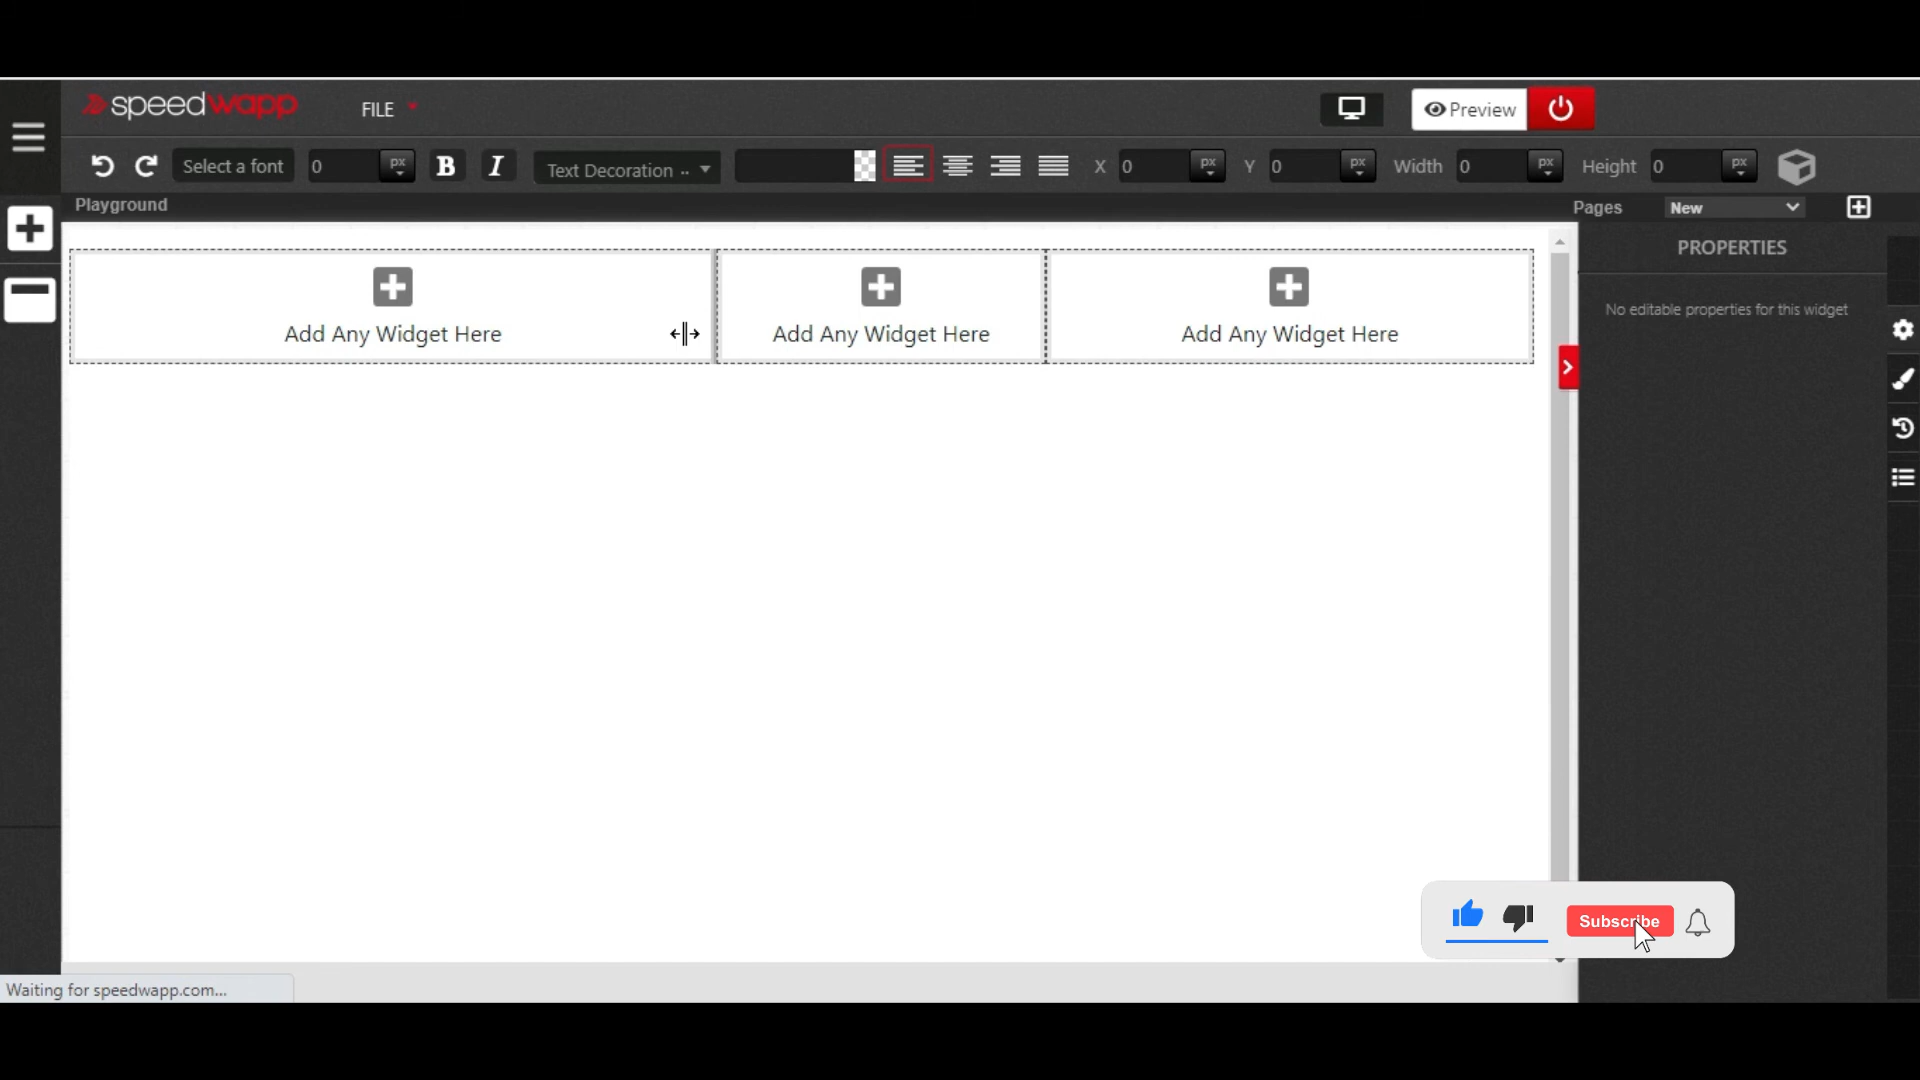 speedwapp
FILE
Preview
Select a font
0
px
B
I
Text Decoration ..
X
0
px
Y
0
px
Width
0
px
Height
0
px
Playground
Pages
New
PROPERTIES
No editable properties for this widget
Add Any Widget Here
Add Any Widget Here
Add Any Widget Here
Subscribe
Waiting for speedwapp.com...